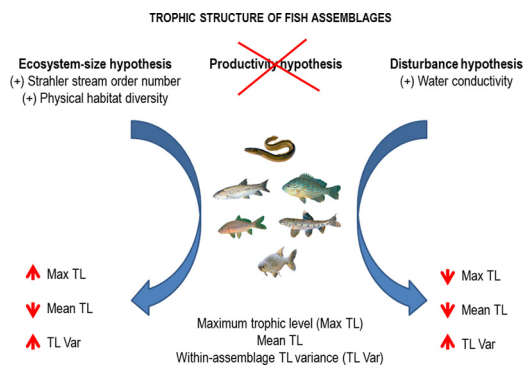 TROPHIC STRUCTURE OF FISH ASSEMBLAGES
Ecosystem-size hypothesis
(+) Strahler stream order number
(+) Physical habitat diversity
Productivity hypothesis
Disturbance hypothesis
(+) Water conductivity
Max TL
Mean TL
TL Var
Maximum trophic level (Max TL)
Mean TL
Within-assemblage TL variance (TL Var)
Max TL
Mean TL
TL Var